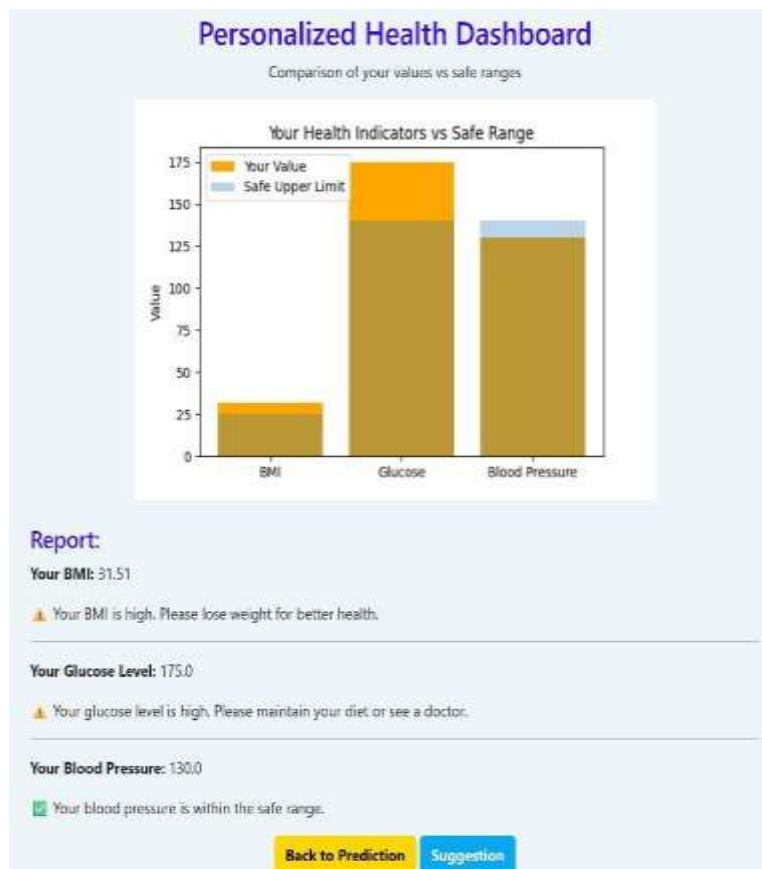 Personalized Health Dashboard
Comparison of your values vs safe ranges
Your Health Indicators vs Safe Range
Your Value
Safe Upper Limit
175
150
125
100
75
50
25
0
Value
BMI Glucose Blood Pressure
Report:
Your BMI: 31.51
⚠️ Your BMI is high. Please lose weight for better health.
Your Glucose Level: 175.0
⚠️ Your glucose level is high. Please maintain your diet or see a doctor.
Your Blood Pressure: 130.0
✅ Your blood pressure is within the safe range.
Back to Prediction Suggestion